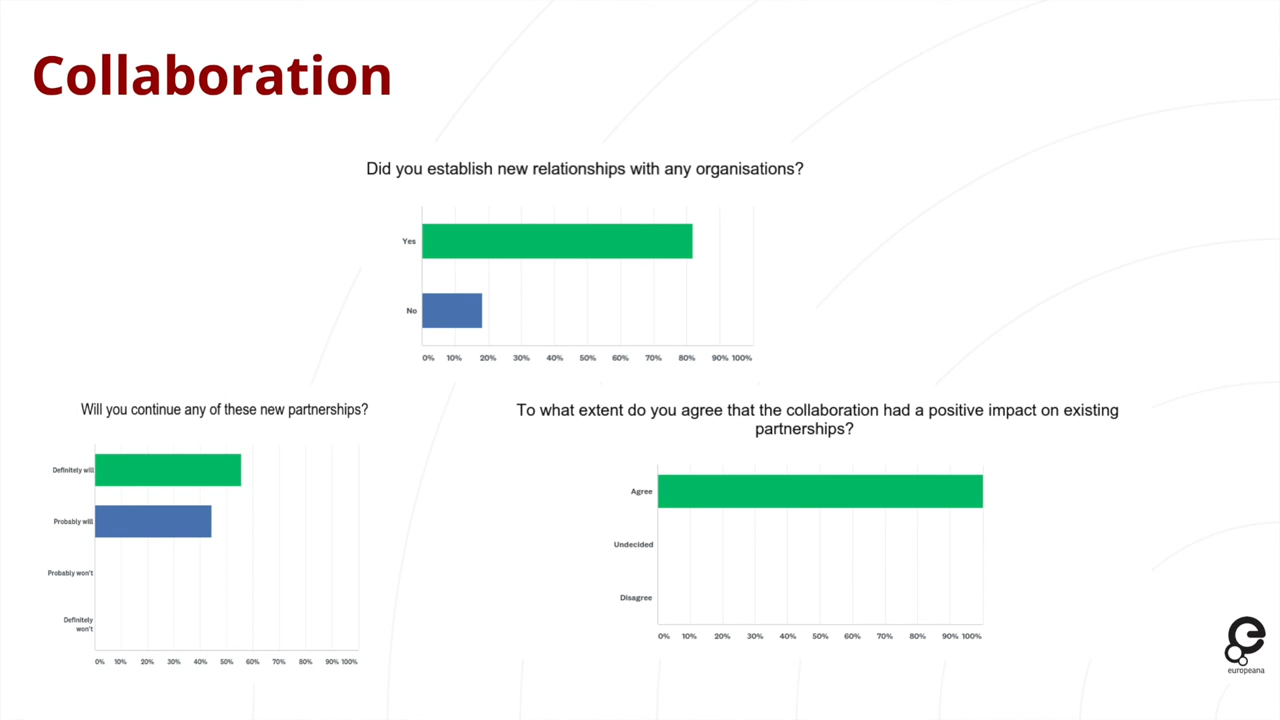 Collaboration
Did you establish new relationships with any organisations?
Yes
No
0% 10% 20% 30% 40% 50% 60% 70% 80% 90% 100%
Will you continue any of these new partnerships?
Definitely will
Probably will
Probably won't
Definitely
won't
0% 10% 20% 30% 40% 50% 60% 70% 80% 90% 100%
To what extent do you agree that the collaboration had a positive impact on existing
partnerships?
Agree
Undecided
Disagree
0% 10% 20% 30% 40% 50% 60% 70% 80% 90% 100%
europeana